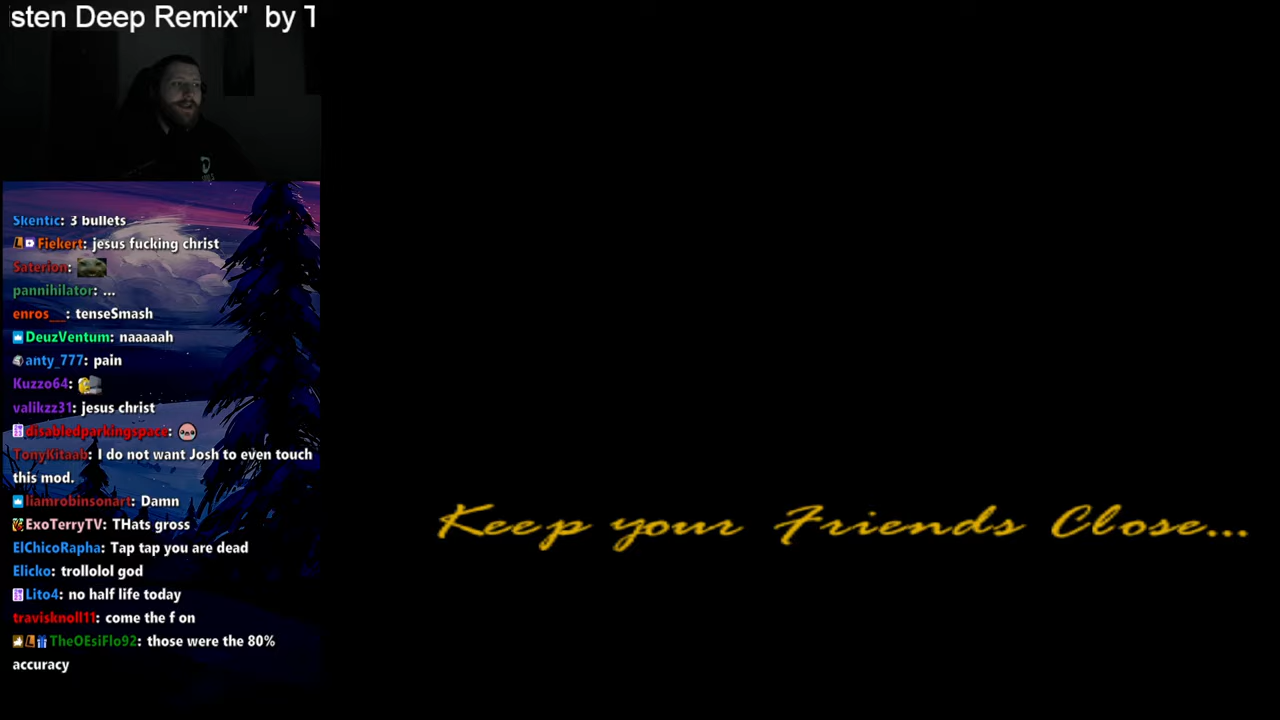 sten Deep Remix" by T
Skentic: 3 bullets
Fiekert: jesus fucking christ
Saterion:
pannihilator: ...
enros___: tenseSmash
DeuzVentum: naaaaah
anty_777: pain
Kuzzo64:
valikzz31: jesus christ
disabledparkingspace:
TonyKitaab: I do not want Josh to even touch
this mod.
liamrobinsonart: Damn
ExoTerryTV: THats gross
ElChicoRapha: Tap tap you are dead
Elicko: trollolol god
Lito4: no half life today
travisknoll11: come the f on
TheOEsiFlo92: those were the 80%
accuracy
Keep your Friends Close...